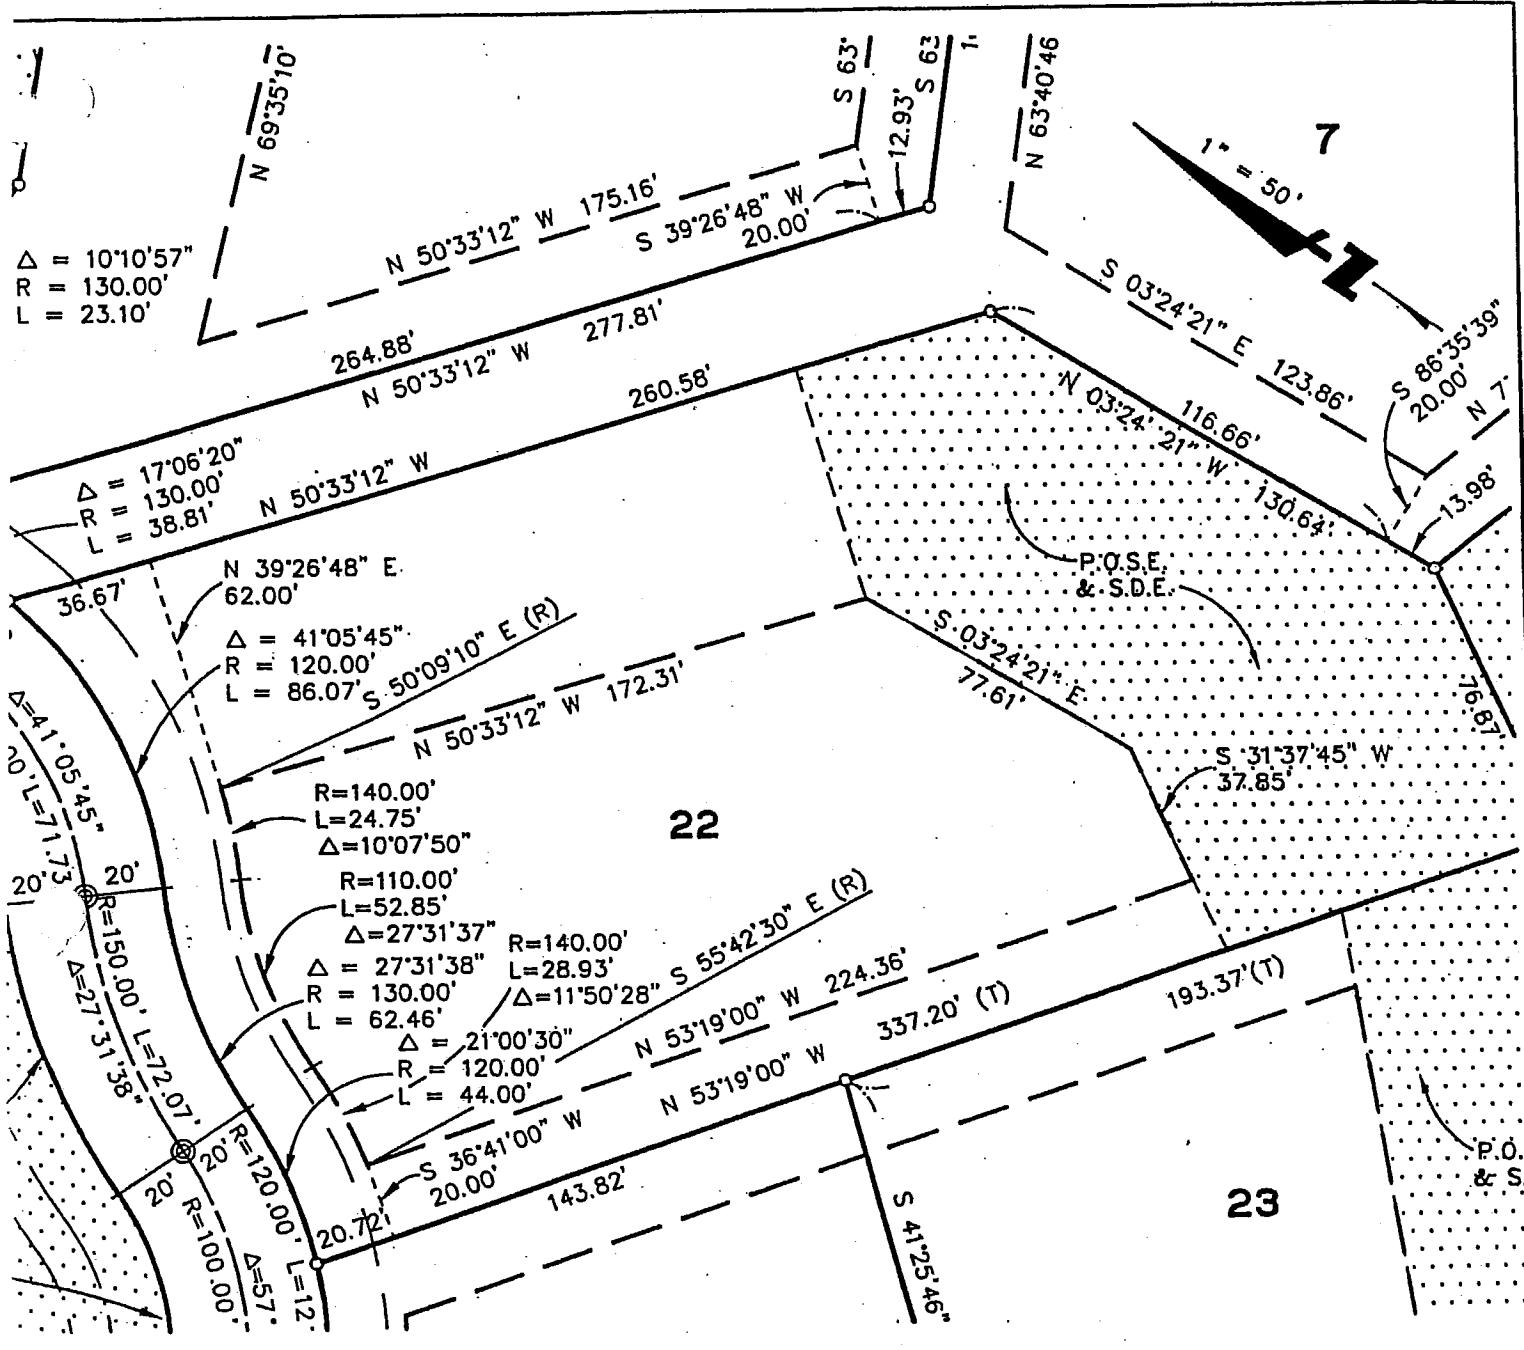 N 69°35'10'
S 63°
S 63
1.
12.93'
N 63°40'46
7
1" = 50'
N
Δ = 10°10'57"
R = 130.00'
L = 23.10'
N 50°33'12" W 175.16'
S 39°26'48" W
20.00'
264.88'
N 50°33'12" W
277.81'
260.58'
N 50°33'12" W
S 03°24'21" E 123.86'
S 86°35'39"
20.00'
N 7
N 03°24'21" W
116.66'
130.64'
13.98'
76.87'
Δ = 17°06'20"
R = 130.00'
L = 38.81'
36.67'
N 39°26'48" E
62.00'
Δ = 41°05'45"
R = 120.00'
L = 86.07'
S 50°09'10" E (R)
N 50°33'12" W 172.31'
P.O.S.E.
& S.D.E.
S 03°24'21" E
77.61'
S 31°37'45" W
37.85'
22
R=140.00'
L=24.75'
Δ=10°07'50"
R=110.00'
L=52.85'
Δ=27°31'37"
R=140.00'
L=28.93'
Δ=11°50'28"
Δ = 27°31'38"
R = 130.00'
L = 62.46'
Δ = 21°00'30"
R = 120.00'
L = 44.00'
S 55°42'30" E (R)
N 53°19'00" W 224.36'
N 53°19'00" W
337.20' (T)
193.37'(T)
S 36°41'00" W
20.00'
20.72'
143.82'
S 41°25'46"
23
P.O.
& S.
Δ=41°05'45"
00' L=71.73
20'
20'
R=150.00' L=72.07'
Δ=27°31'38"
20'
20'
R=120.00' L=12
R=100.00'
Δ=57°